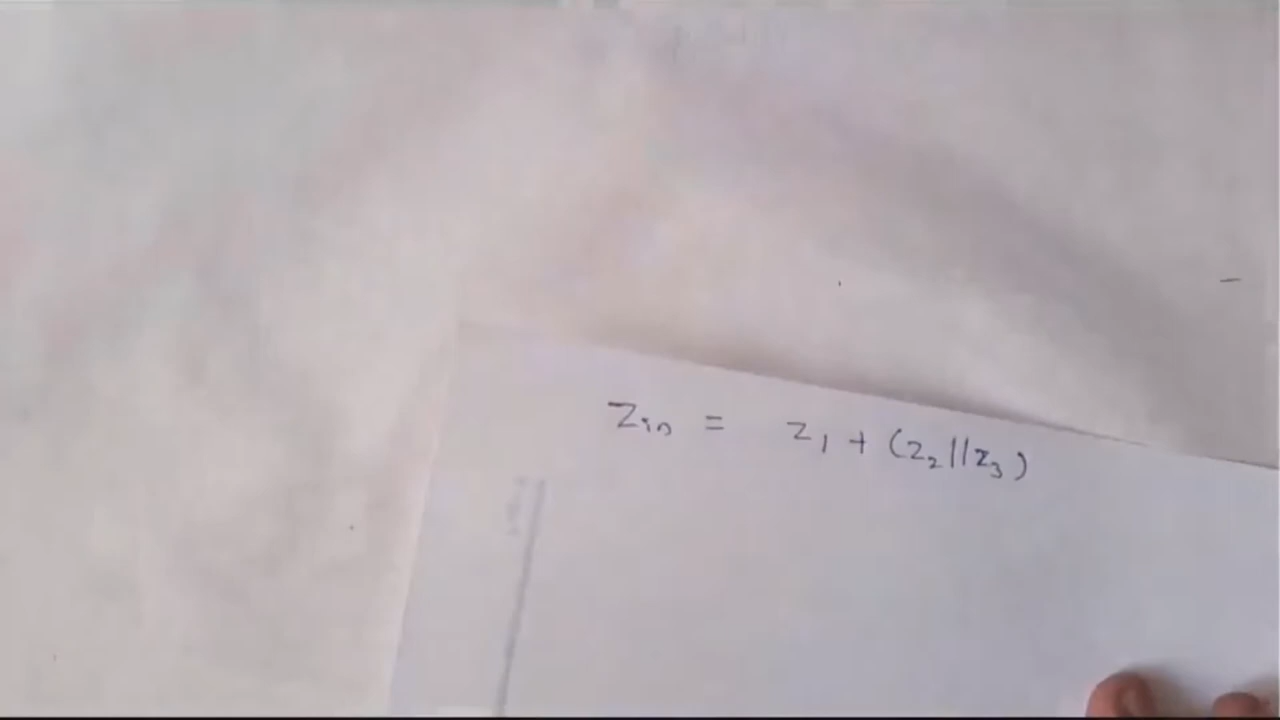 Zin = Z1 + (Z2||Z3)